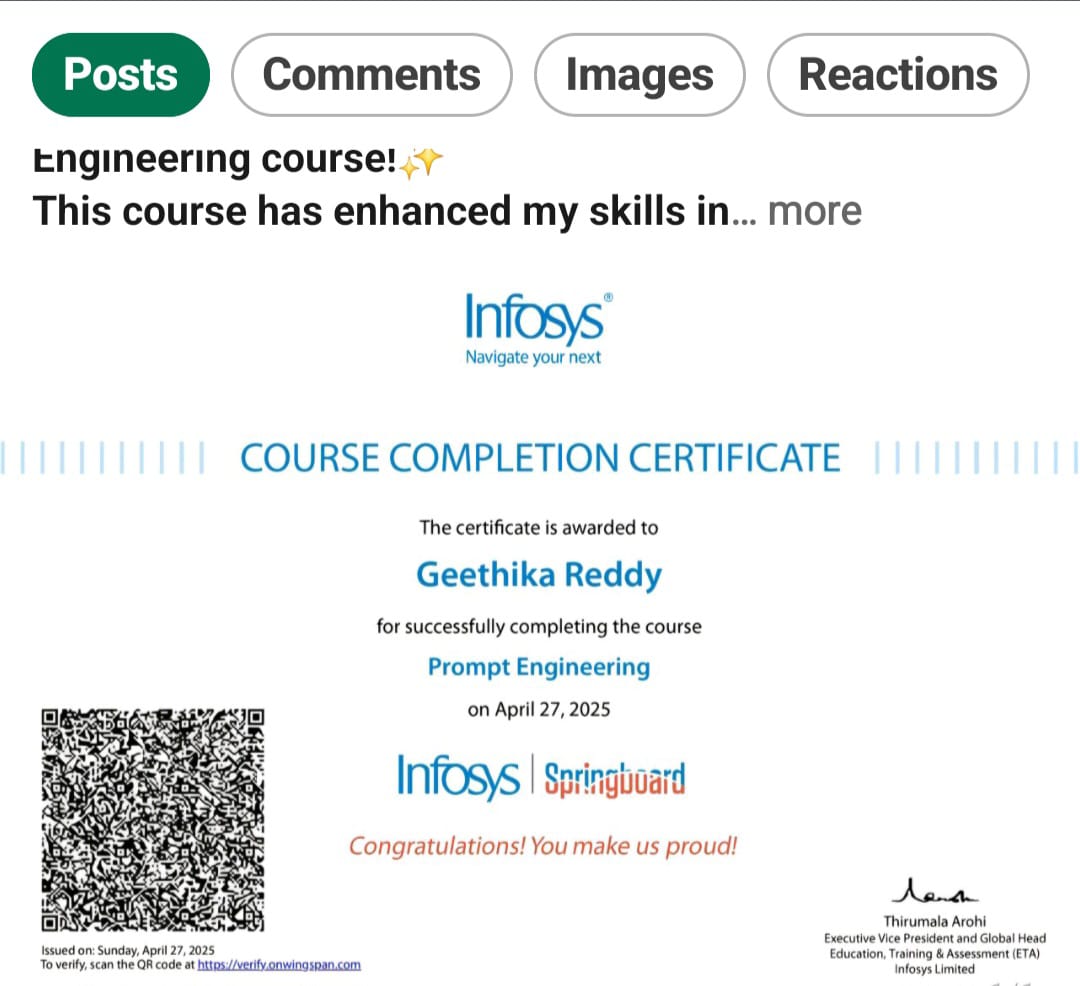 Posts Comments Images Reactions
Engineering course!✨
This course has enhanced my skills in... more
Infosys®
Navigate your next
COURSE COMPLETION CERTIFICATE
The certificate is awarded to
Geethika Reddy
for successfully completing the course
Prompt Engineering
on April 27, 2025
Infosys | Springboard
Congratulations! You make us proud!
Thirumala Arohi
Executive Vice President and Global Head
Education, Training & Assessment (ETA)
Infosys Limited
Issued on: Sunday, April 27, 2025
To verify, scan the QR code at https://verify.onwingspan.com